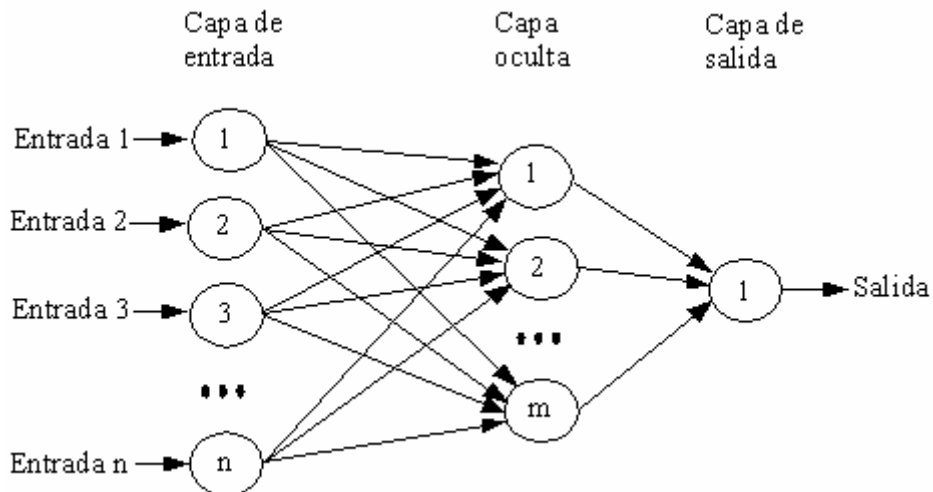 Capa de
entrada
Capa
oculta
Capa de
salida
Entrada 1
1
Entrada 2
2
Entrada 3
3
...
Entrada n
n
1
2
...
m
1
Salida